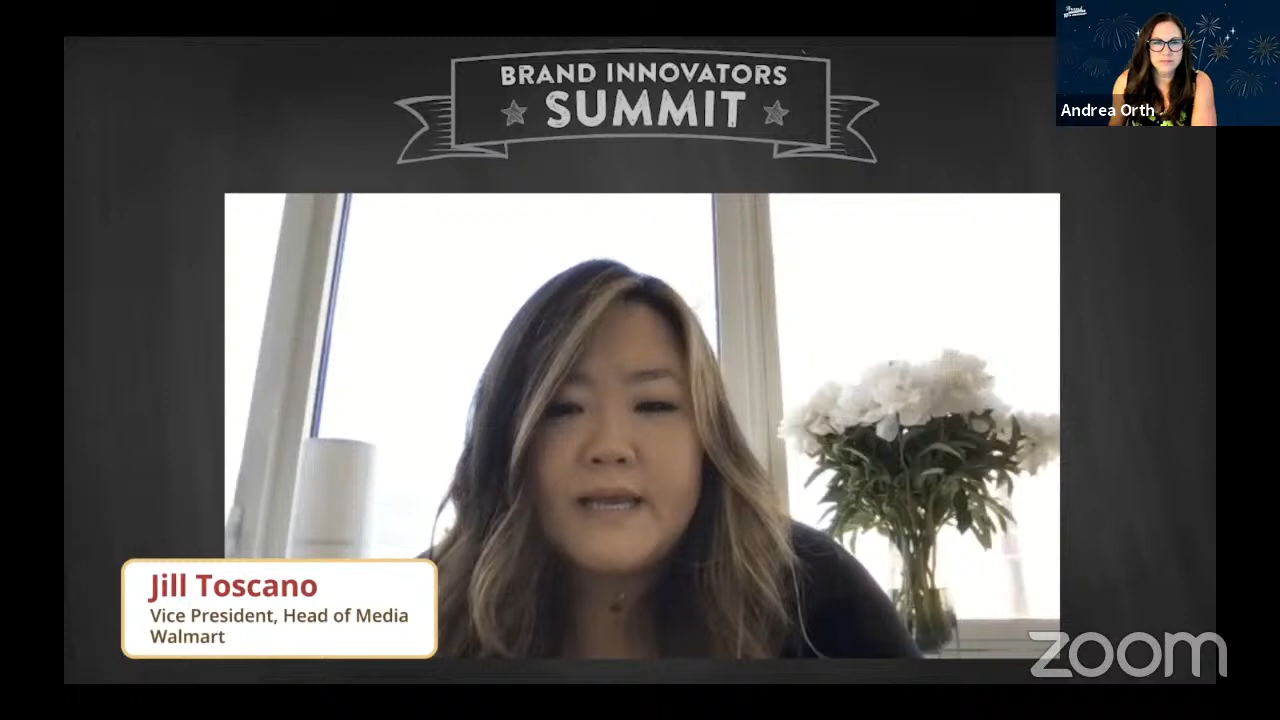 BRAND INNOVATORS
SUMMIT
Andrea Orth
Jill Toscano
Vice President, Head of Media
Walmart
zoom